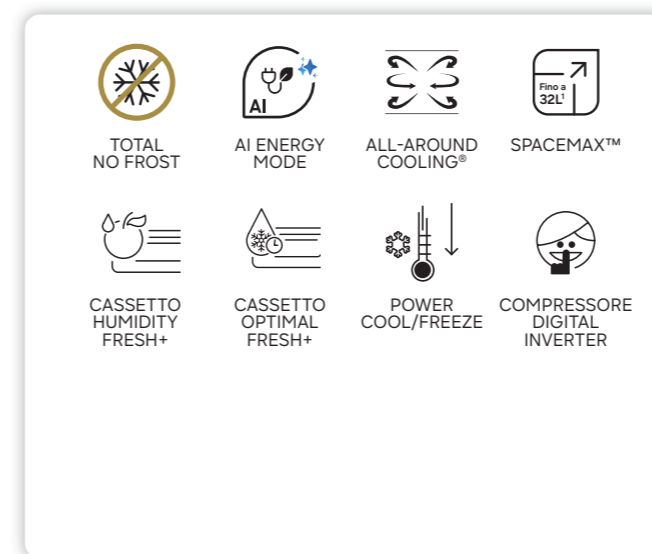 AI
Fino a
32L¹
TOTAL
NO FROST
AI ENERGY
MODE
ALL-AROUND
COOLING®
SPACEMAX™
CASSETTO
HUMIDITY
FRESH+
CASSETTO
OPTIMAL
FRESH+
POWER
COOL/FREEZE
COMPRESSORE
DIGITAL
INVERTER